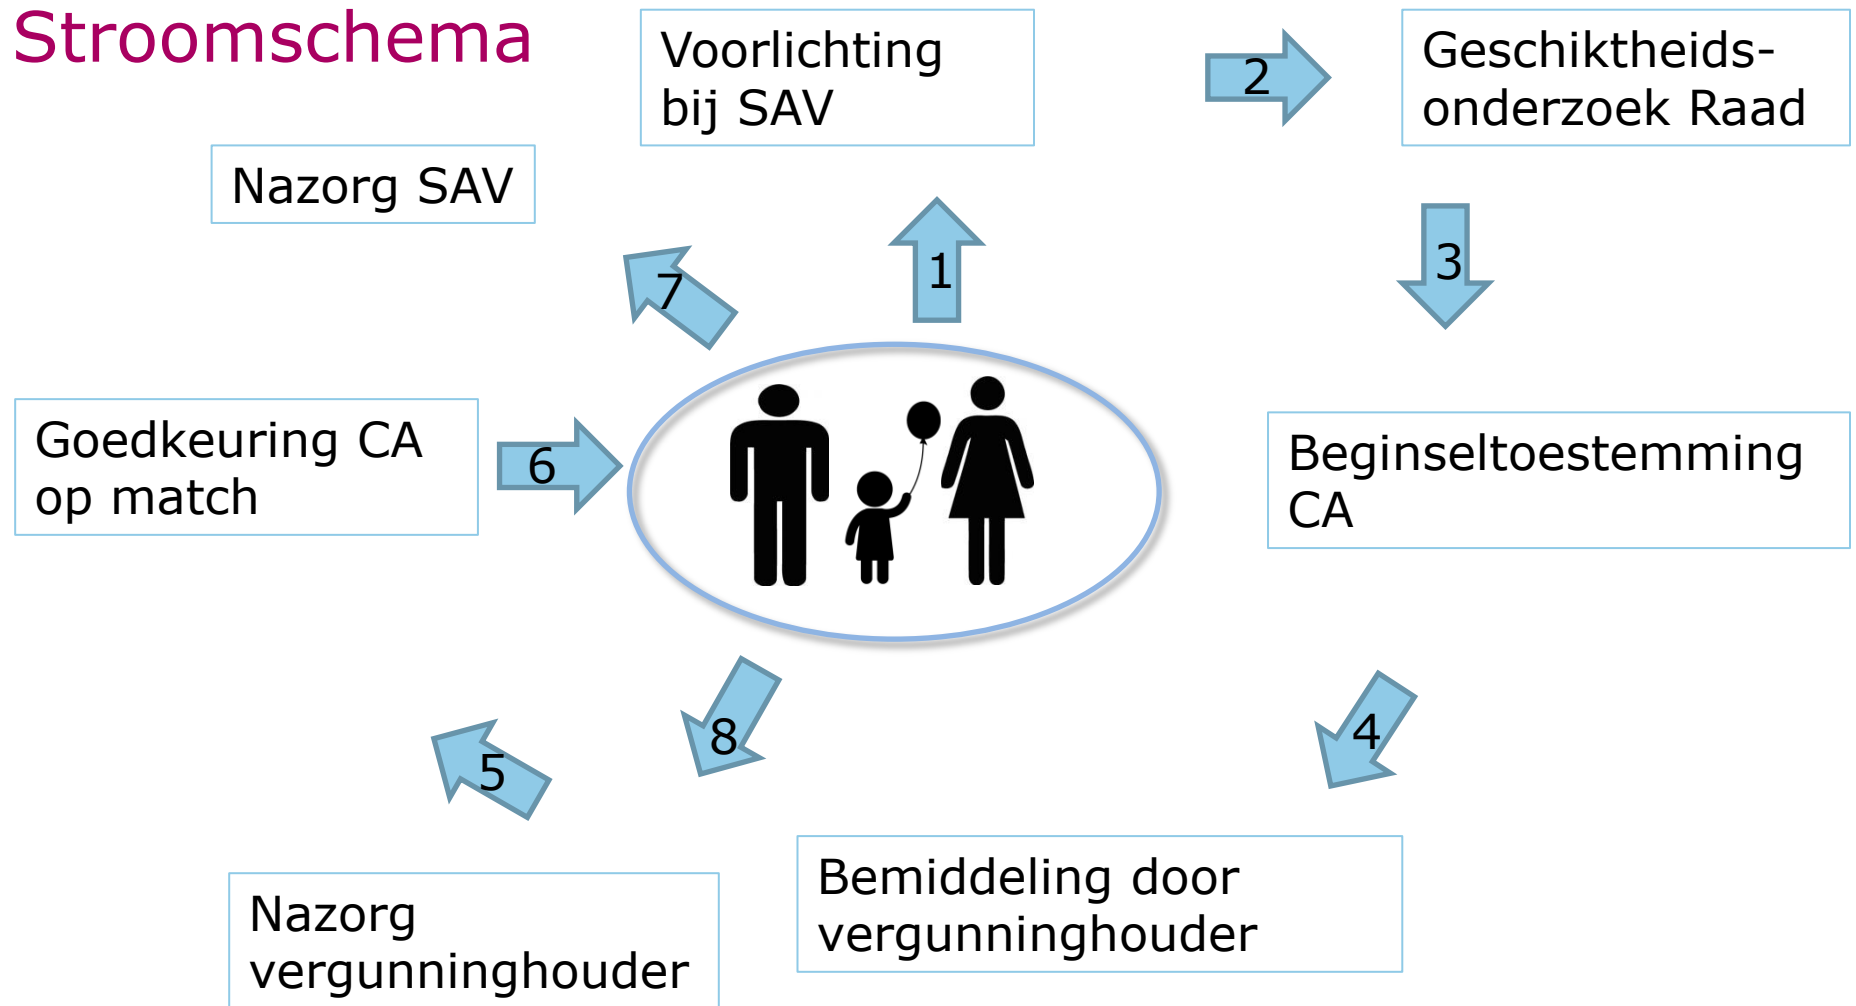 Stroomschema
Voorlichting
bij SAV
2
Geschiktheids-
onderzoek Raad
Nazorg SAV
7
1
3
Goedkeuring CA
op match
6
Beginseltoestemming
CA
5
8
4
Nazorg
vergunninghouder
Bemiddeling door
vergunninghouder